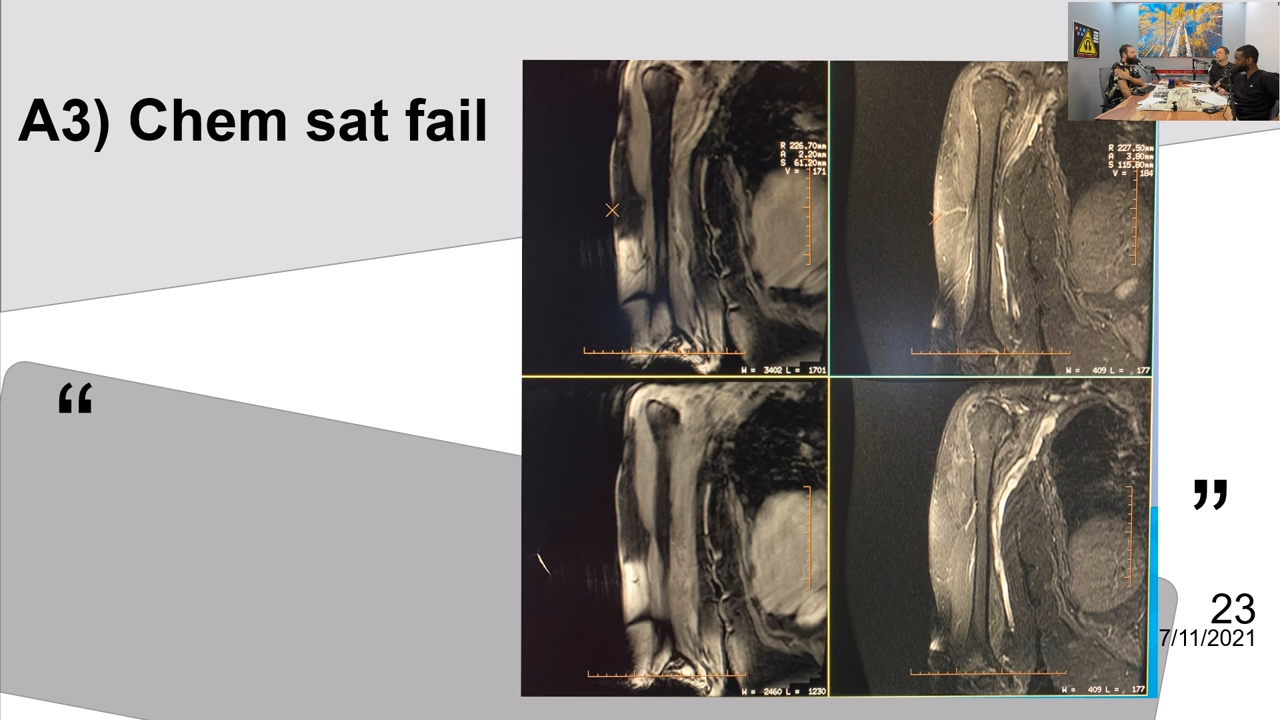 A3) Chem sat fail
“
R 226.70mm
A 2.20mm
S 61.20mm
V = 171
W = 3402 L = 1701
R 227.50mm
A 3.80mm
S 115.80mm
V = 184
W = 409 L = 177
W = 2460 L = 1230
W = 409 L = 177
”
23
7/11/2021